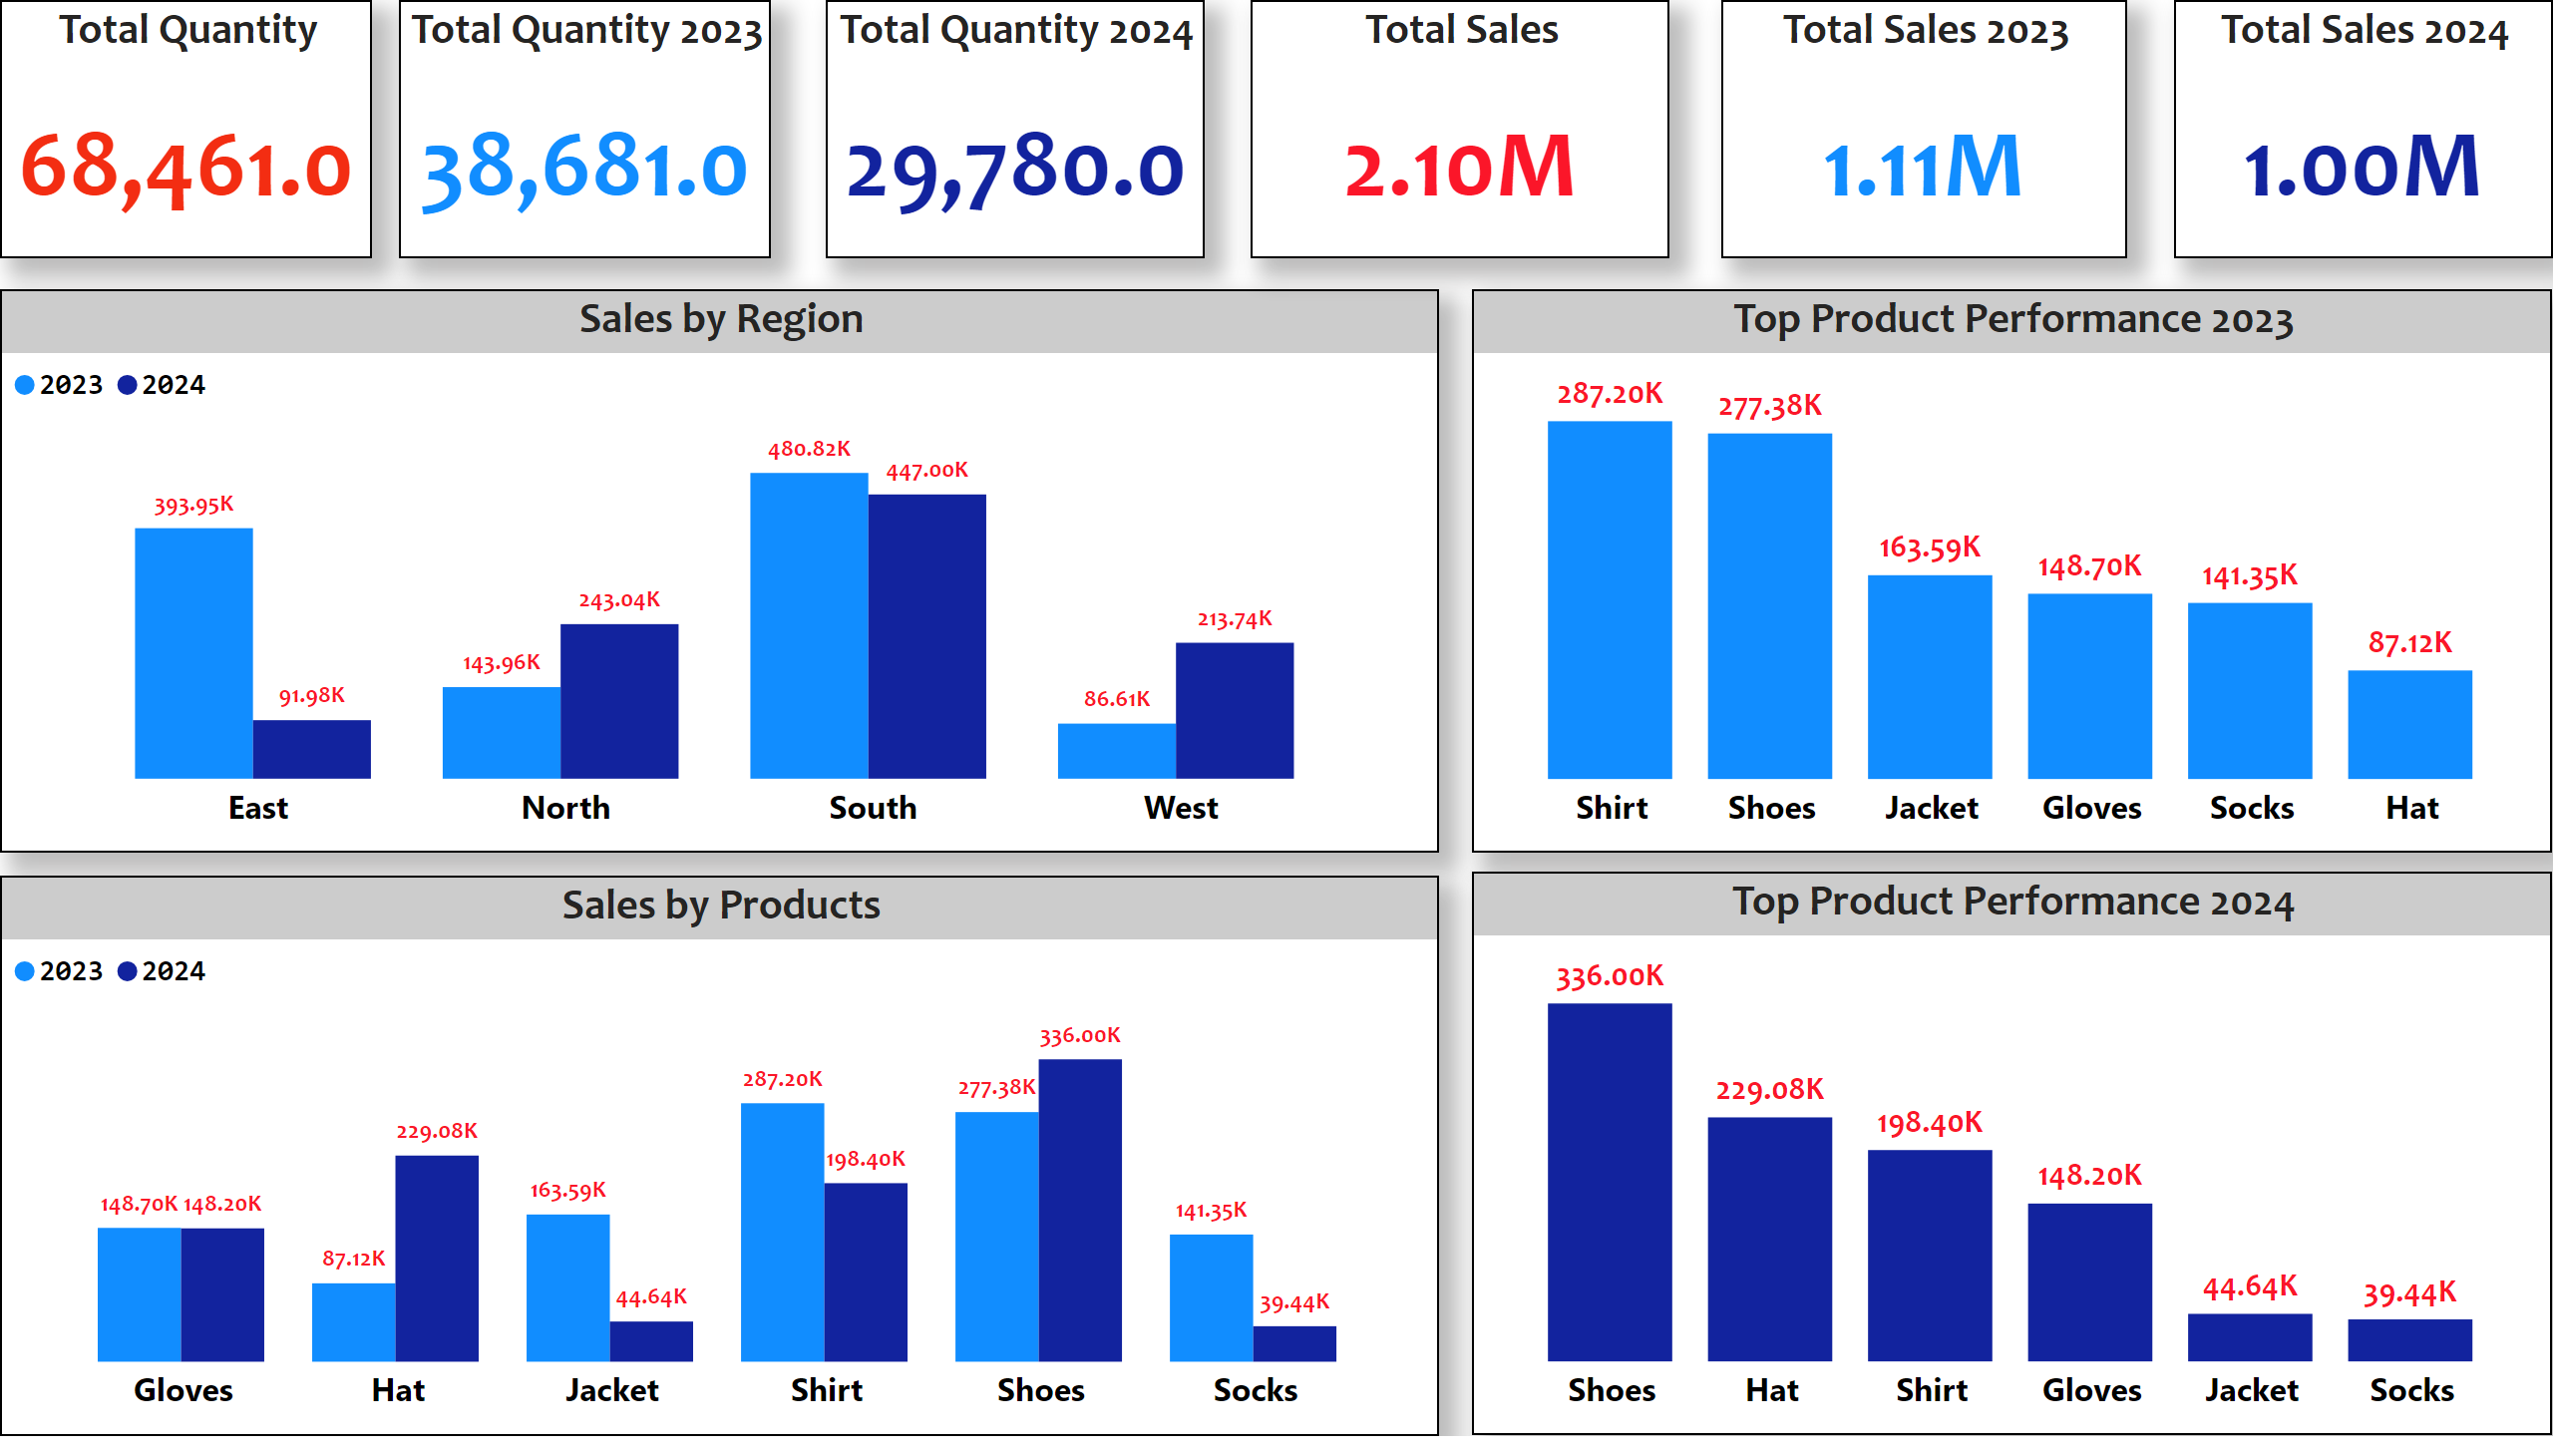 Total Quantity
68,461.0
Total Quantity 2023
38,681.0
Total Quantity 2024
29,780.0
Total Sales
2.10M
Total Sales 2023
1.11M
Total Sales 2024
1.00M
Sales by Region
2023 2024
393.95K
91.98K
143.96K
243.04K
480.82K
447.00K
86.61K
213.74K
East North South West
Top Product Performance 2023
287.20K
277.38K
163.59K
148.70K
141.35K
87.12K
Shirt Shoes Jacket Gloves Socks Hat
Sales by Products
2023 2024
148.70K 148.20K
87.12K
229.08K
163.59K
44.64K
287.20K
198.40K
277.38K
336.00K
141.35K
39.44K
Gloves Hat Jacket Shirt Shoes Socks
Top Product Performance 2024
336.00K
229.08K
198.40K
148.20K
44.64K
39.44K
Shoes Hat Shirt Gloves Jacket Socks